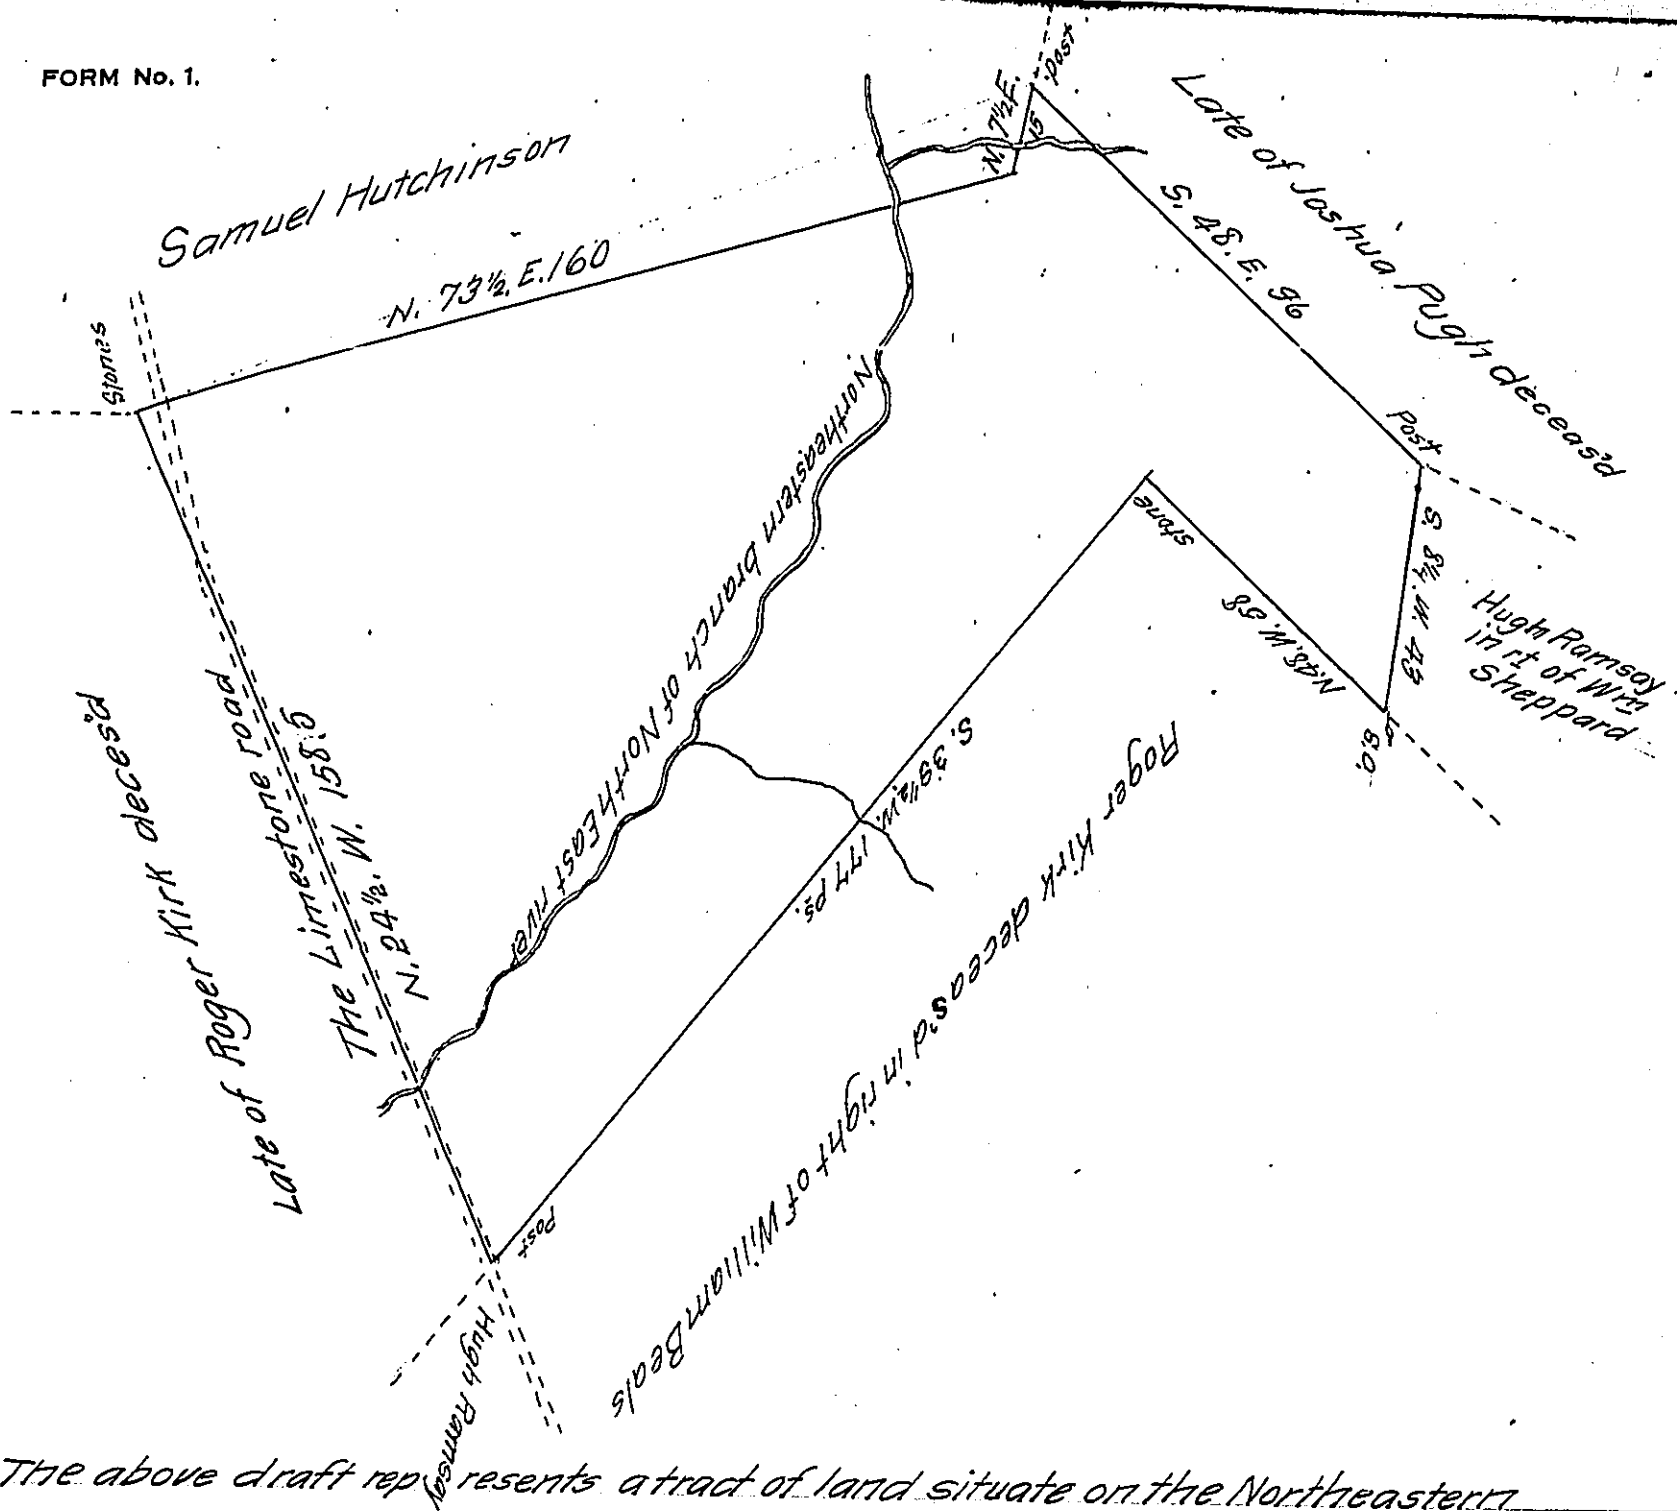 FORM No. 1.
Samuel Hutchinson
N. 73½. E. 160
N. 7½ E.
15
Post
Late of Joshua Pugh deceas'd
S. 48. E. 96
Post
S. 8¼. W. 43
Hugh Ramsay
in rt of Wm
Sheppard
N.48.W. 58
Stone
S. 39½. W. 177 ps.
Roger Kirk deceas'd in right of William Beals
Northeastern branch of North East river
Stones
The Limestone road
N. 24½. W. 158.5
Late of Roger Kirk deces'd
Post
Hugh Ramsay
The above draft represents a tract of land situate on the Northeastern